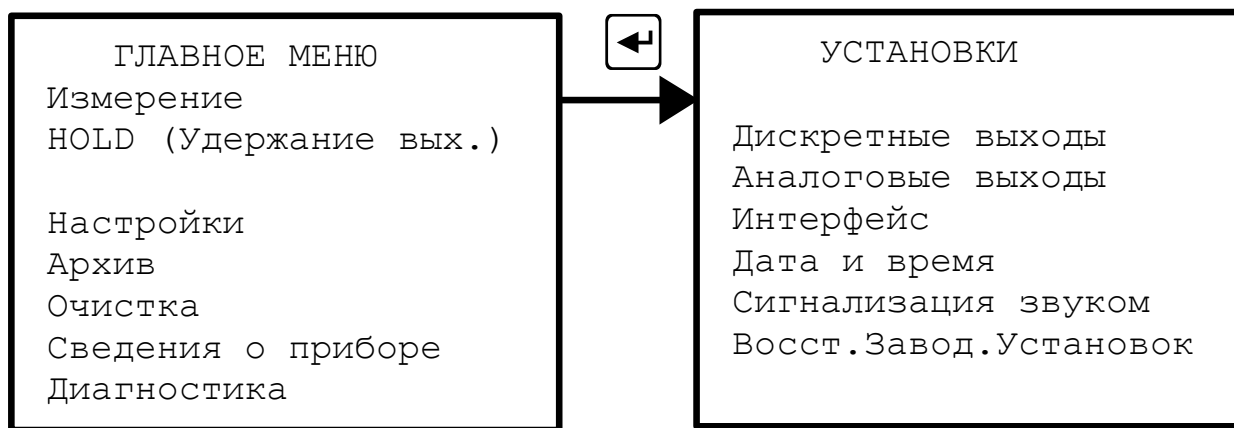 ГЛАВНОЕ МЕНЮ
Измерение
HOLD (Удержание вых.)
Настройки
Архив
Очистка
Сведения о приборе
Диагностика
УСТАНОВКИ
Дискретные выходы
Аналоговые выходы
Интерфейс
Дата и время
Сигнализация звуком
Восст.Завод.Установок